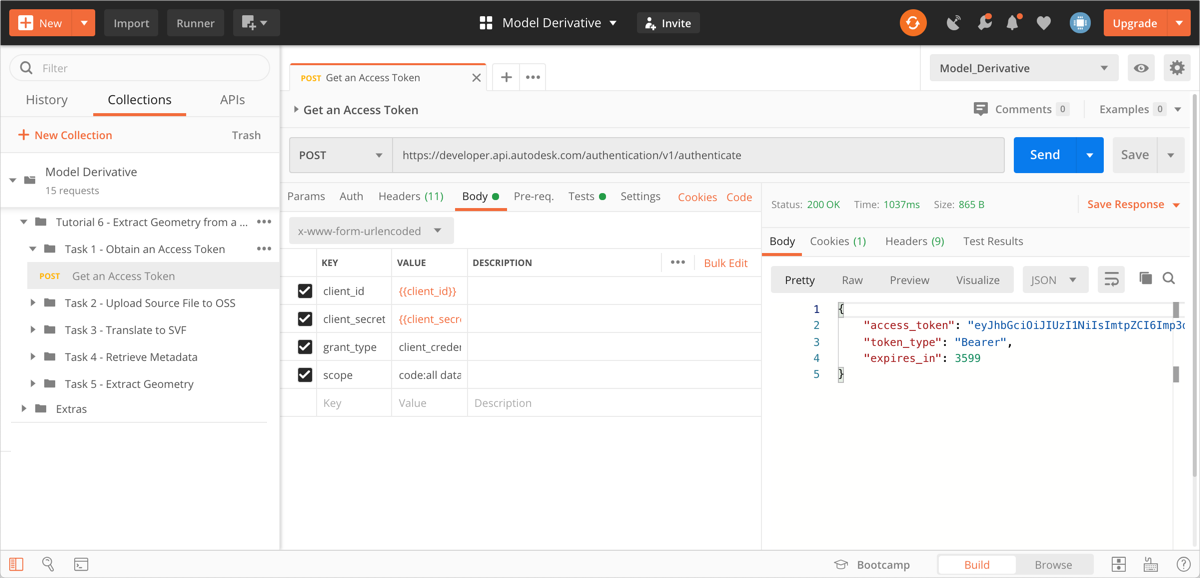 New Import Runner Model Derivative Invite Upgrade
Filter
History Collections APIs
New Collection Trash
Model Derivative
15 requests
Tutorial 6 - Extract Geometry from a ...
Task 1 - Obtain an Access Token
POST Get an Access Token
Task 2 - Upload Source File to OSS
Task 3 - Translate to SVF
Task 4 - Retrieve Metadata
Task 5 - Extract Geometry
Extras
POST Get an Access Token
Model_Derivative
Get an Access Token
Comments 0 Examples 0
POST https://developer.api.autodesk.com/authentication/v1/authenticate Send Save
Params Auth Headers (11) Body Pre-req. Tests Settings Cookies Code
x-www-form-urlencoded
KEY VALUE DESCRIPTION Bulk Edit
client_id {{client_id}}
client_secret {{client_secr
grant_type client_creder
scope code:all data
Key Value Description
Status: 200 OK Time: 1037ms Size: 865 B Save Response
Body Cookies (1) Headers (9) Test Results
Pretty Raw Preview Visualize JSON
1 {
2 "access_token": "eyJhbGciOiJIUzI1NiIsImtpZCI6Imp3d
3 "token_type": "Bearer",
4 "expires_in": 3599
5 }
Bootcamp Build Browse